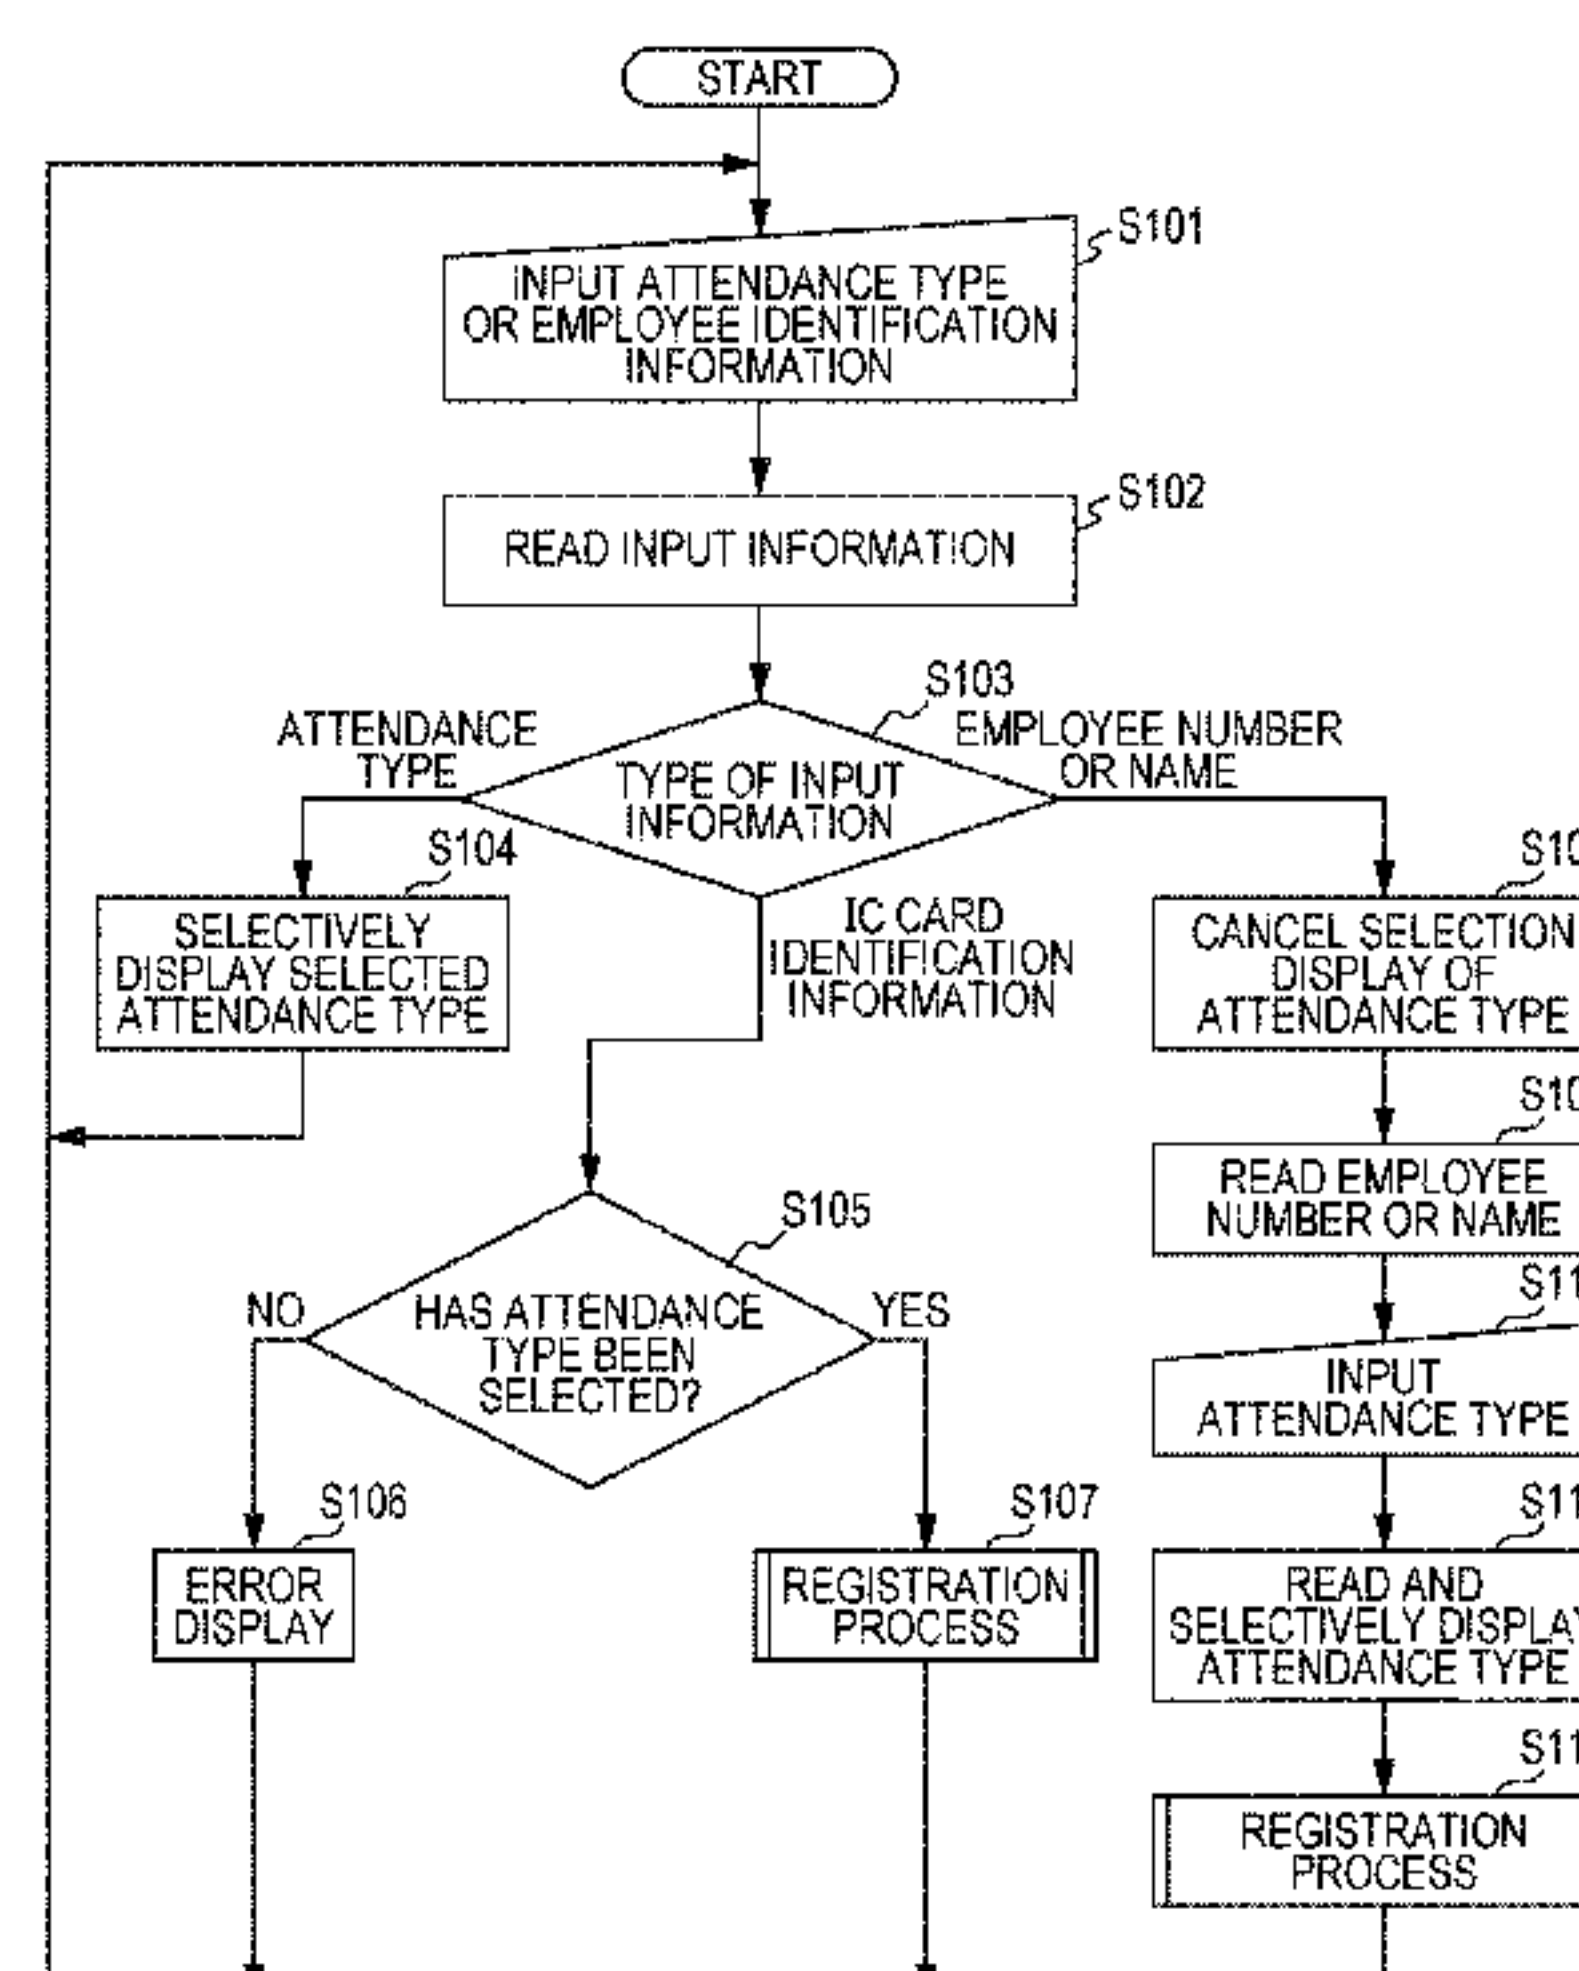 START
S101
INPUT ATTENDANCE TYPE
OR EMPLOYEE IDENTIFICATION
INFORMATION
S102
READ INPUT INFORMATION
S103
ATTENDANCE
TYPE
TYPE OF INPUT
INFORMATION
EMPLOYEE NUMBER
OR NAME
S104
SELECTIVELY
DISPLAY SELECTED
ATTENDANCE TYPE
IC CARD
IDENTIFICATION
INFORMATION
CANCEL SELECTION
DISPLAY OF
ATTENDANCE TYPE
READ EMPLOYEE
NUMBER OR NAME
S105
NO
HAS ATTENDANCE
TYPE BEEN
SELECTED?
YES
INPUT
ATTENDANCE TYPE
S106
ERROR
DISPLAY
S107
REGISTRATION
PROCESS
READ AND
SELECTIVELY DISPLAY
ATTENDANCE TYPE
REGISTRATION
PROCESS